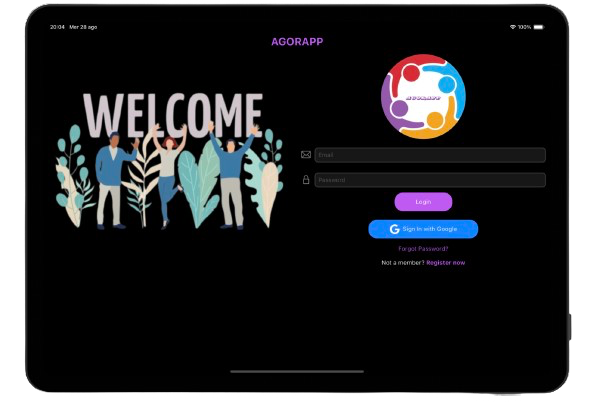 20:04 Mer 28 ago
100%
AGORAPP
WELCOME
AGORAPP
Email
Password
Login
G Sign In with Google
Forgot Password?
Not a member? Register now